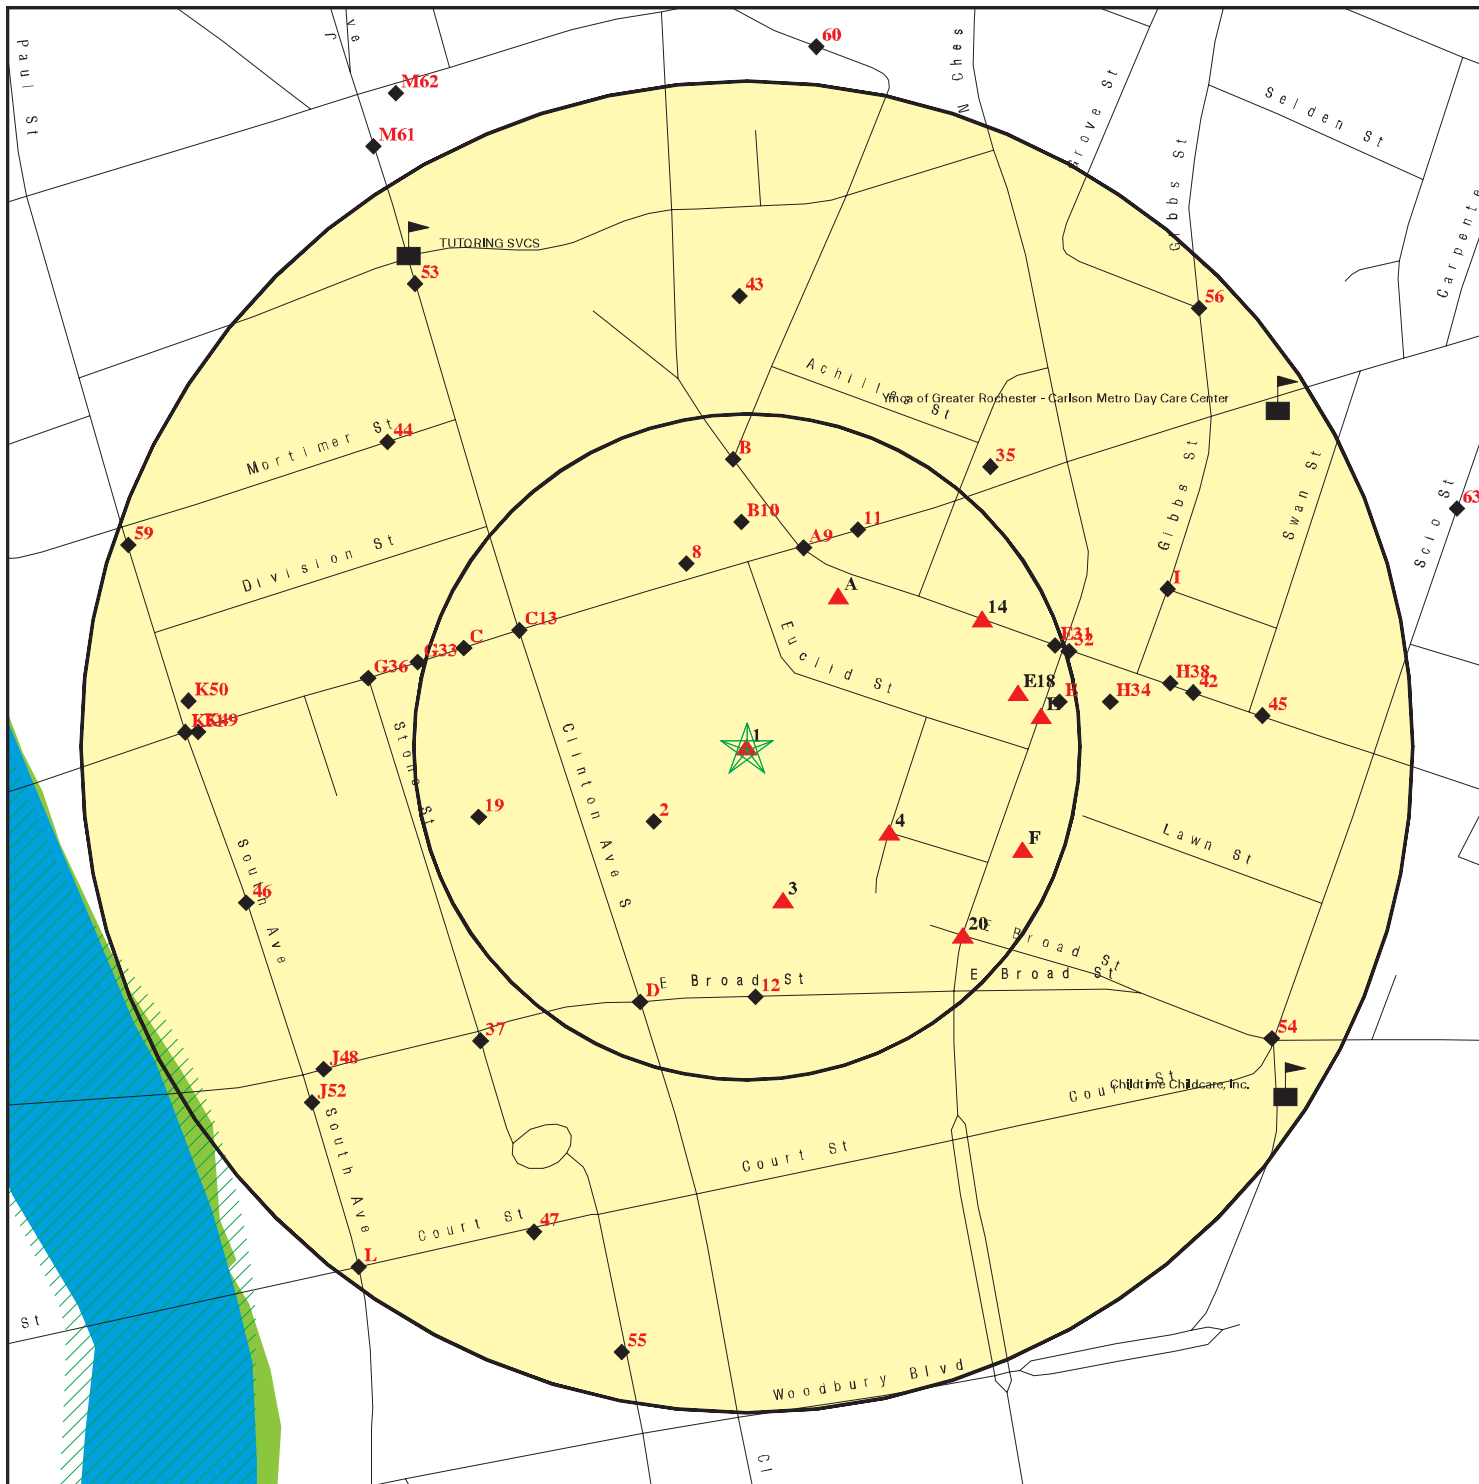 Paul St
ve
J
N Ches
60
M62
M61
Grove St
Gibbs St
Selden St
Carpente
TUTORING SVCS
53
43
56
Achilles St
Ymca of Greater Rochester - Carlson Metro Day Care Center
Mortimer St
44
B
35
Gibbs St
Swan St
63
Scio St
59
Division St
B10
11
A9
8
A
I
14
C13
C
G33
G36
E31
32
Euclid St
K50
K49
E18
E
E
H34
H38
42
45
Stone St
Clinton Ave S
1
19
2
4
F
Lawn St
South Ave
46
3
20
E Broad St
E Broad St
E Broad St
D
12
37
54
J48
J52
Childtime Childcare, Inc.
Court St
South Ave
Court St
Court St
47
L
St
55
Woodbury Blvd
Cl